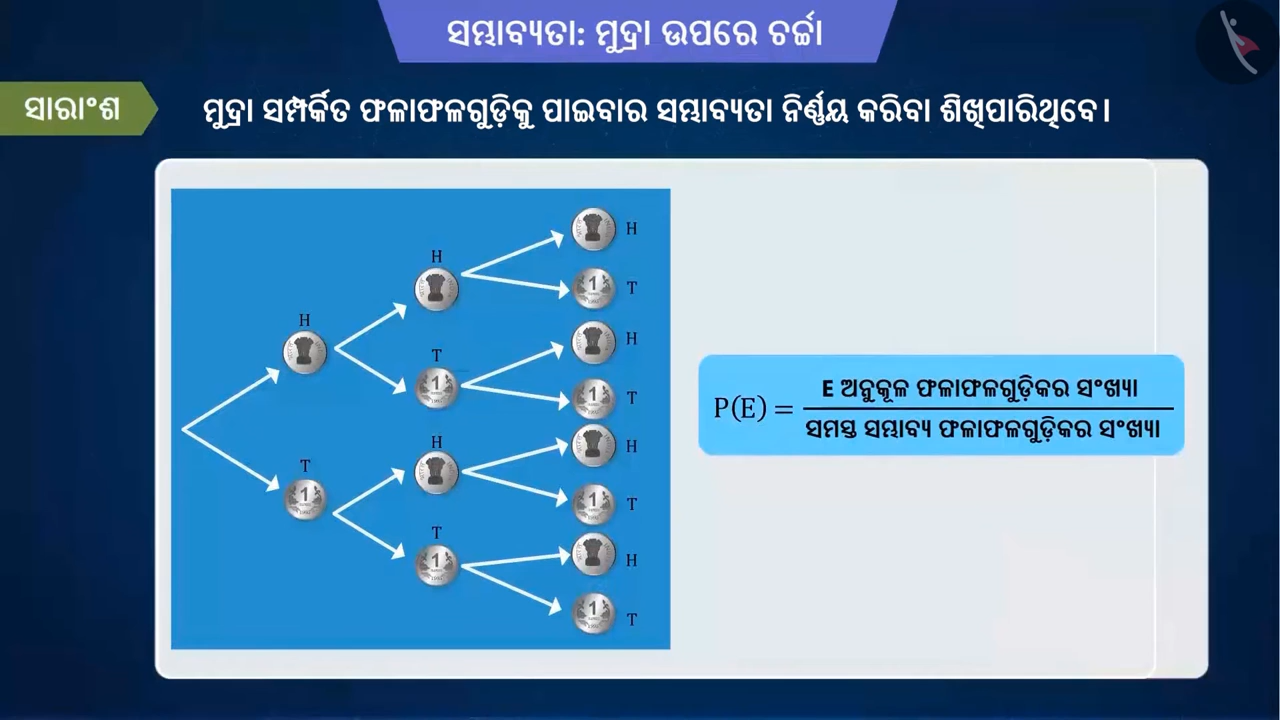 ସମ୍ଭାବ୍ୟତା: ମୁଦ୍ରା ଉପରେ ଚର୍ଚ୍ଚା
ସାରାଂଶ
ମୁଦ୍ରା ସମ୍ପର୍କିତ ଫଳାଫଳଗୁଡ଼ିକୁ ପାଇବାର ସମ୍ଭାବ୍ୟତା ନିର୍ଣ୍ଣୟ କରିବା ଶିଖିପାରିଥିବେ।
H
H
T
H
T
H
T
H
T
H
T
H
T
H
T
P(E) = E ଅନୁକୂଳ ଫଳାଫଳଗୁଡ଼ିକର ସଂଖ୍ୟା
ସମସ୍ତ ସମ୍ଭାବ୍ୟ ଫଳାଫଳଗୁଡ଼ିକର ସଂଖ୍ୟା